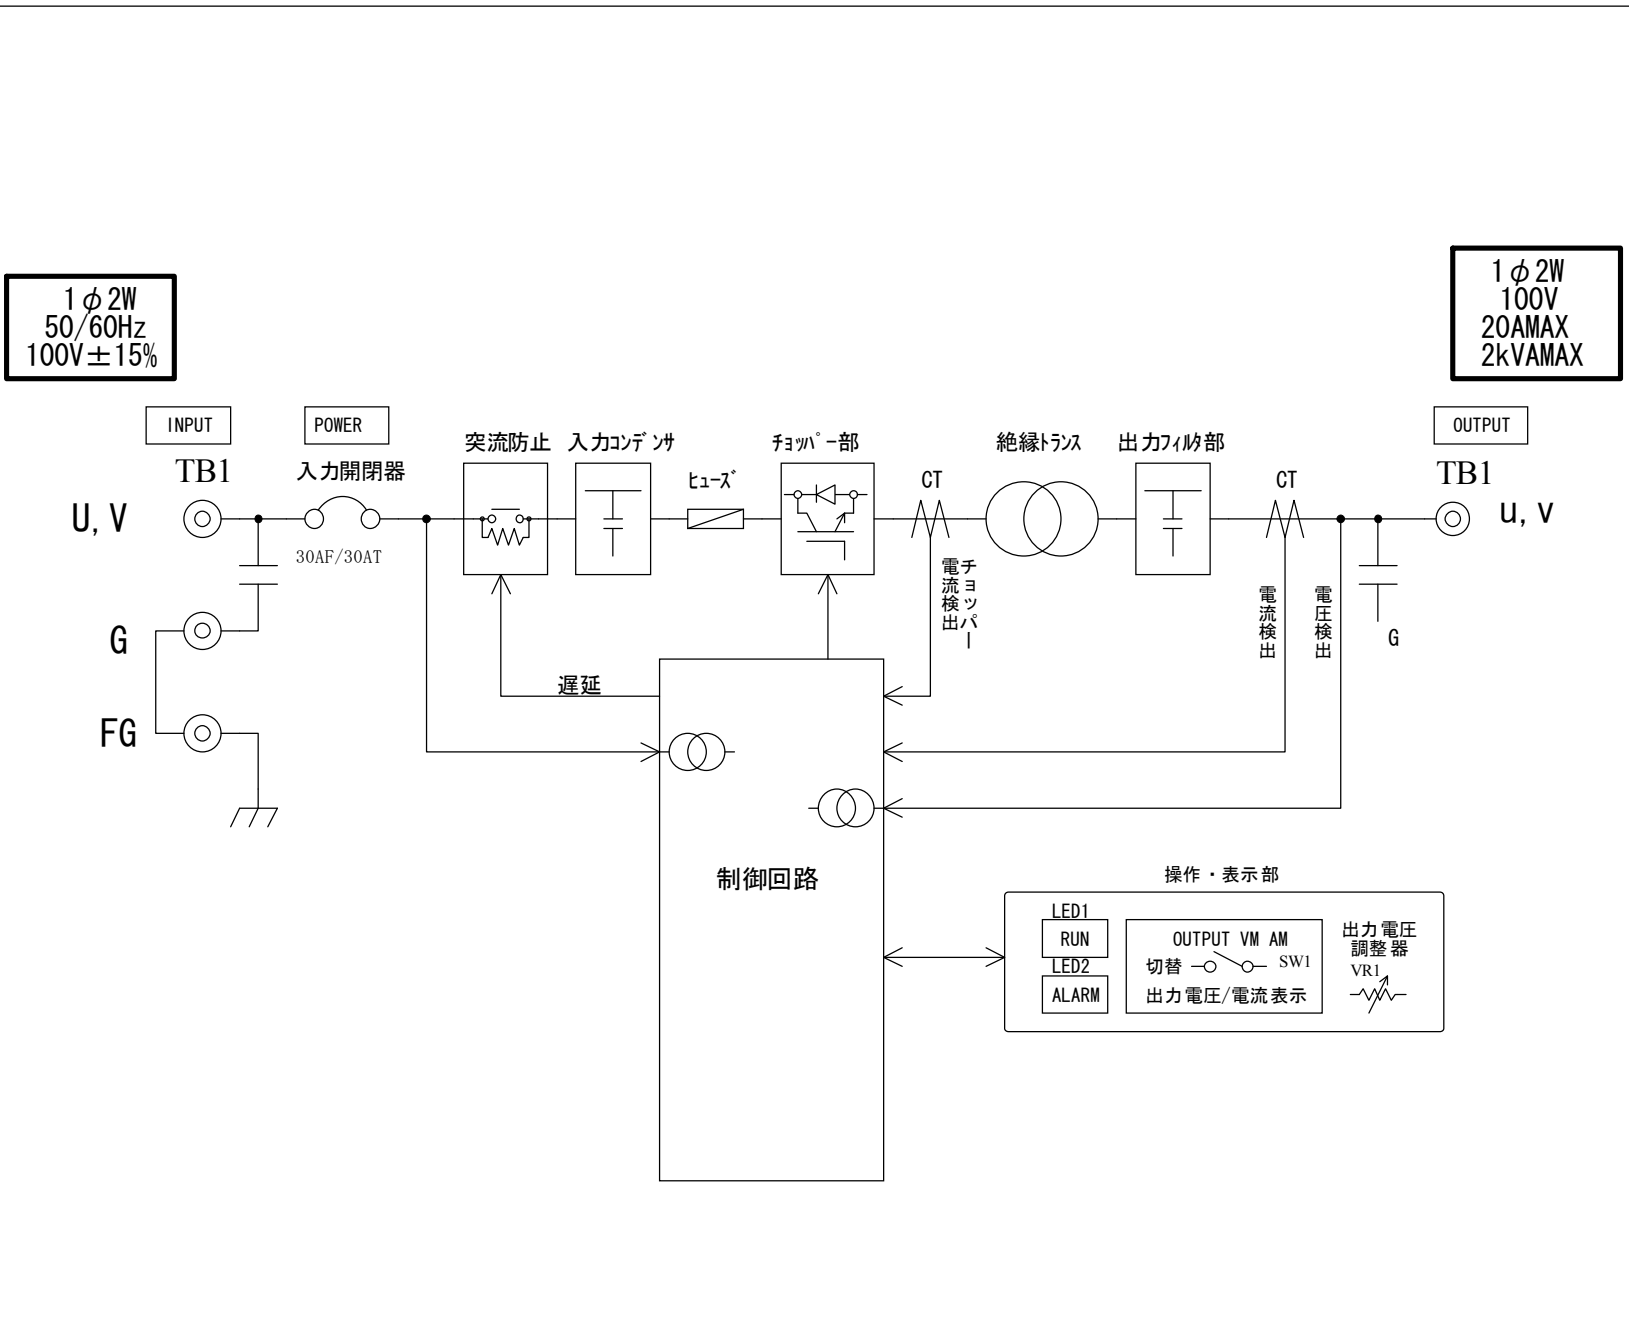 1φ2W
50/60Hz
100V±15%
1φ2W
100V
20AMAX
2kVAMAX
INPUT
POWER
OUTPUT
TB1
入力開閉器
突流防止
入力ｺﾝﾃﾞﾝｻ
ﾋｭｰｽﾞ
ﾁｮｯﾊﾟｰ部
CT
絶縁ﾄﾗﾝｽ
出力ﾌｨﾙﾀ部
CT
TB1
U,V
30AF/30AT
u,v
チョッパー
電流検出
電流検出
電圧検出
G
G
遅延
FG
制御回路
操作・表示部
LED1
RUN
LED2
ALARM
OUTPUT VM AM
切替
SW1
出力電圧/電流表示
出力電圧
調整器
VR1